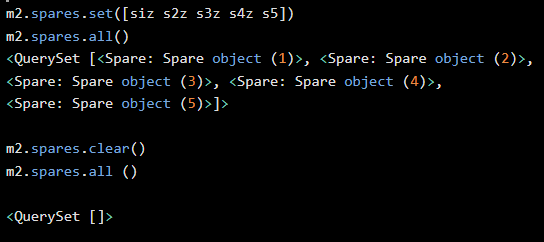 m2.spares.set([siz s2z s3z s4z s5])
m2.spares.all()
<QuerySet [<Spare: Spare object (1)>, <Spare: Spare object (2)>,
<Spare: Spare object (3)>, <Spare: Spare object (4)>,
<Spare: Spare object (5)>]>
m2.spares.clear()
m2.spares.all ()
<QuerySet []>